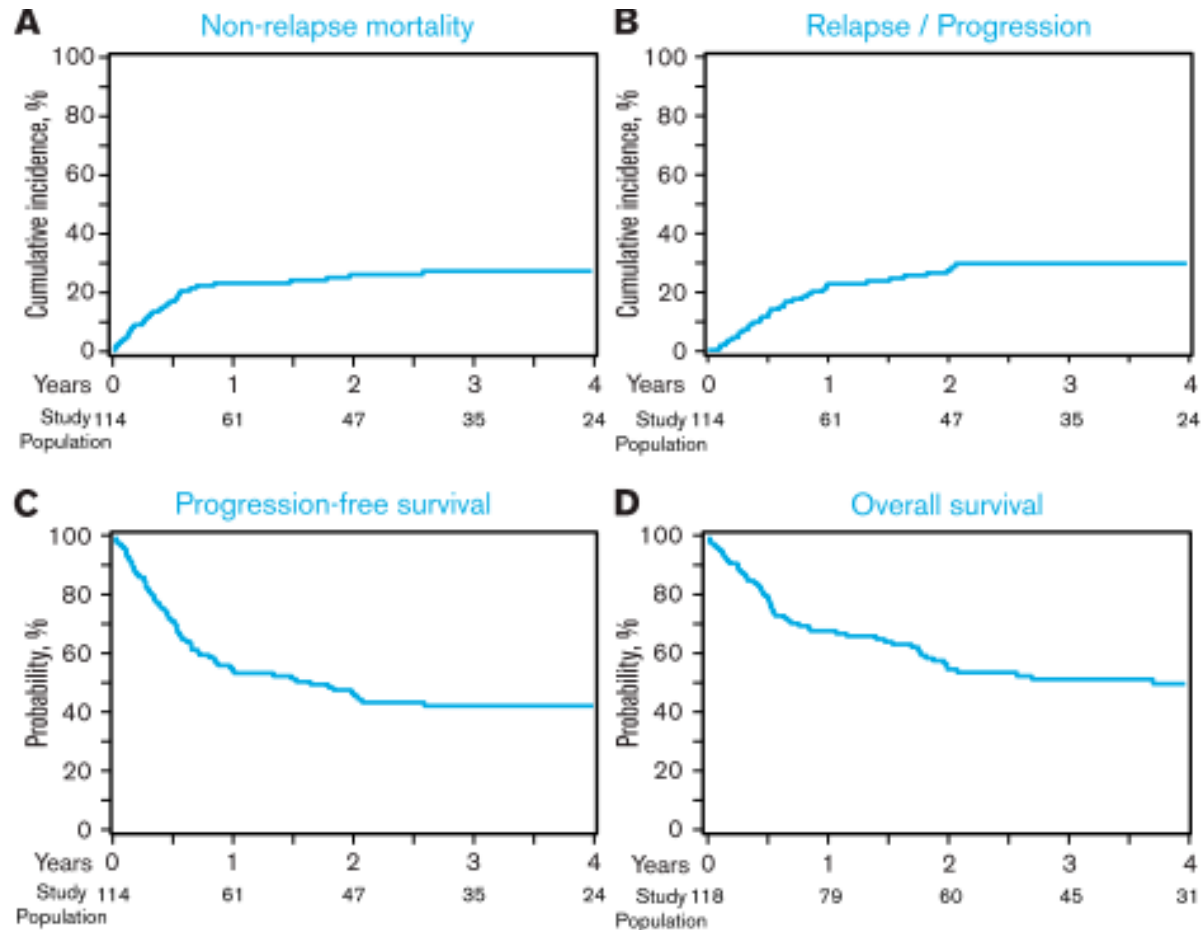 A Non-relapse mortality
Cumulative incidence, %
100
80
60
40
20
0
Years 0 1 2 3 4
Study 114 61 47 35 24
Population
B Relapse / Progression
Cumulative incidence, %
100
80
60
40
20
0
0 1 2 3 4
Study 114 61 47 35 24
Population
C Progression-free survival
Probability, %
100
80
60
40
20
0
Years 0 1 2 3 4
Study 114 61 47 35 24
Population
D Overall survival
Probability, %
100
80
60
40
20
0
Years 0 1 2 3 4
Study 118 79 60 45 31
Population